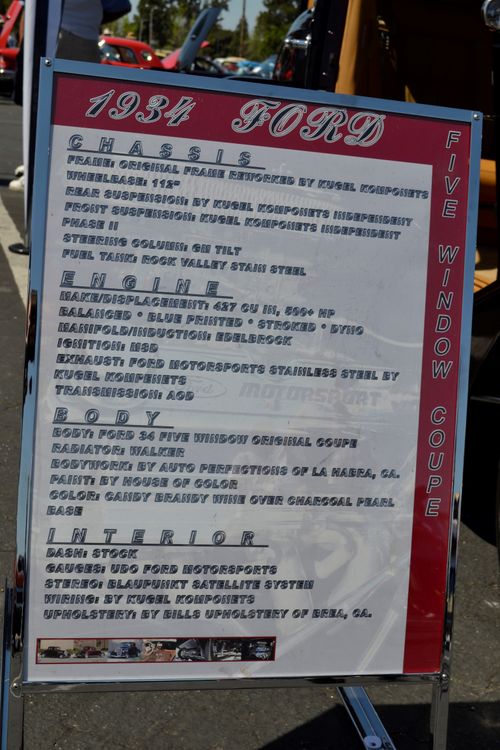 1934 FORD
FIVE WINDOW COUPE
CHASSIS
FRAME: ORIGINAL FRAME REWORKED BY KUGEL KOMPONETS
WHEELBASE: 112"
REAR SUSPENSION: BY KUGEL KOMPONETS INDEPENDENT
FRONT SUSPENSION: KUGEL KOMPONETS INDEPENDENT
PHASE II
STEERING COLUMN: GM TILT
FUEL TANK: ROCK VALLEY STAIN STEEL
ENGINE
MAKE/DISPLACEMENT: 427 CU IN, 500+ HP
BALANCED * BLUE PRINTED * STROKED * DYNO
MANIFOLD/INDUCTION: EDELBROCK
IGNITION: MSD
EXHAUST: FORD MOTORSPORTS STAINLESS STEEL BY
KUGEL KOMPENETS
TRANSMISSION: AOD
Ford MOTORSPORT
BODY
BODY: FORD 34 FIVE WINDOW ORIGINAL COUPE
RADIATOR: WALKER
BODYWORK: BY AUTO PERFECTIONS OF LA HABRA, CA.
PAINT: BY HOUSE OF COLOR
COLOR: CANDY BRANDY WINE OVER CHARCOAL PEARL
BASE
INTERIOR
DASH: STOCK
GAUGES: UDO FORD MOTORSPORTS
STEREO: BLAUPUNKT SATELLITE SYSTEM
WIRING: BY KUGEL KOMPONETS
UPHOLSTERY: BY BILLS UPHOLSTERY OF BREA, CA.